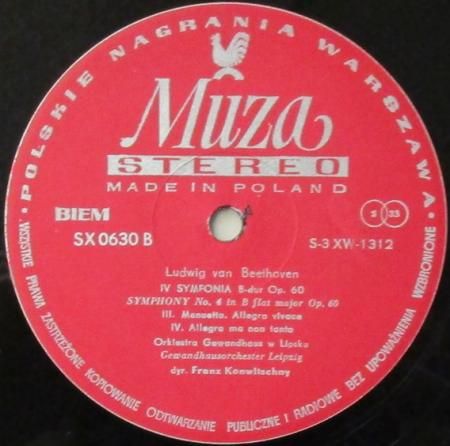 • POLSKIE NAGRANIA WARSZAWA •
Muza
STEREO
MADE IN POLAND
BIEM
S 33
SX 0630 B
S-3 XW-1312
Ludwig van Beethoven
IV SYMFONIA B-dur Op. 60
SYMPHONY No. 4 in B flat major Op. 60
III. Menuetto. Allegro vivace
IV. Allegro ma non tanto
Orkiestra Gewandhaus w Lipsku
Gewandhausorchester Leipzig
dyr. Franz Konwitschny
WSZYSTKIE PRAWA ZASTRZEŻONE KOPIOWANIE ODTWARZANIE PUBLICZNE I RADIOWE BEZ UPOWAŻNIENIA WZBRONIONE